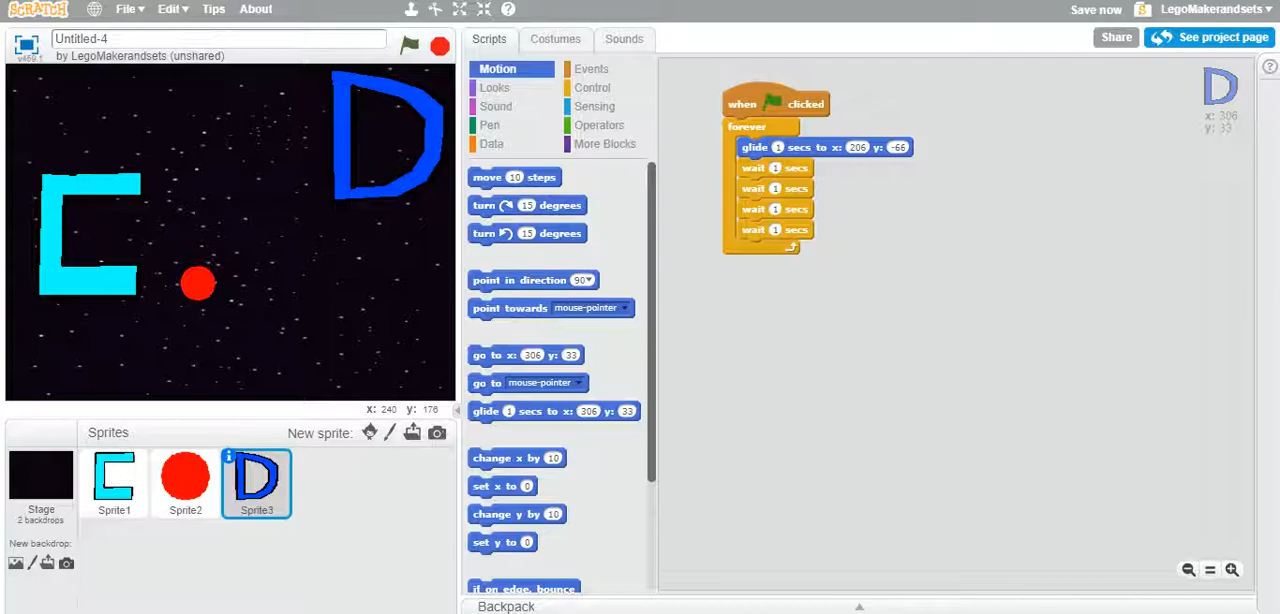 SCRATCH File▾ Edit▾ Tips About Save now S LegoMakerandsets▾
Untitled-4
by LegoMakerandsets (unshared)
v459.1
Scripts Costumes Sounds
Share See project page
Motion Events
Looks Control
Sound Sensing
Pen Operators
Data More Blocks
move 10 steps
turn 15 degrees
turn 15 degrees
point in direction 90▾
point towards mouse-pointer
go to x: 306 y: 33
go to mouse-pointer
glide 1 secs to x: 306 y: 33
change x by 10
set x to 0
change y by 10
set y to 0
if on edge, bounce
when clicked
forever
glide 1 secs to x: 206 y: -66
wait 1 secs
wait 1 secs
wait 1 secs
wait 1 secs
D
x: 306
y: 33
C D
x: 240 y: 176
Sprites New sprite:
Stage
2 backdrops
New backdrop:
C
Sprite1
Sprite2
D
Sprite3
Backpack